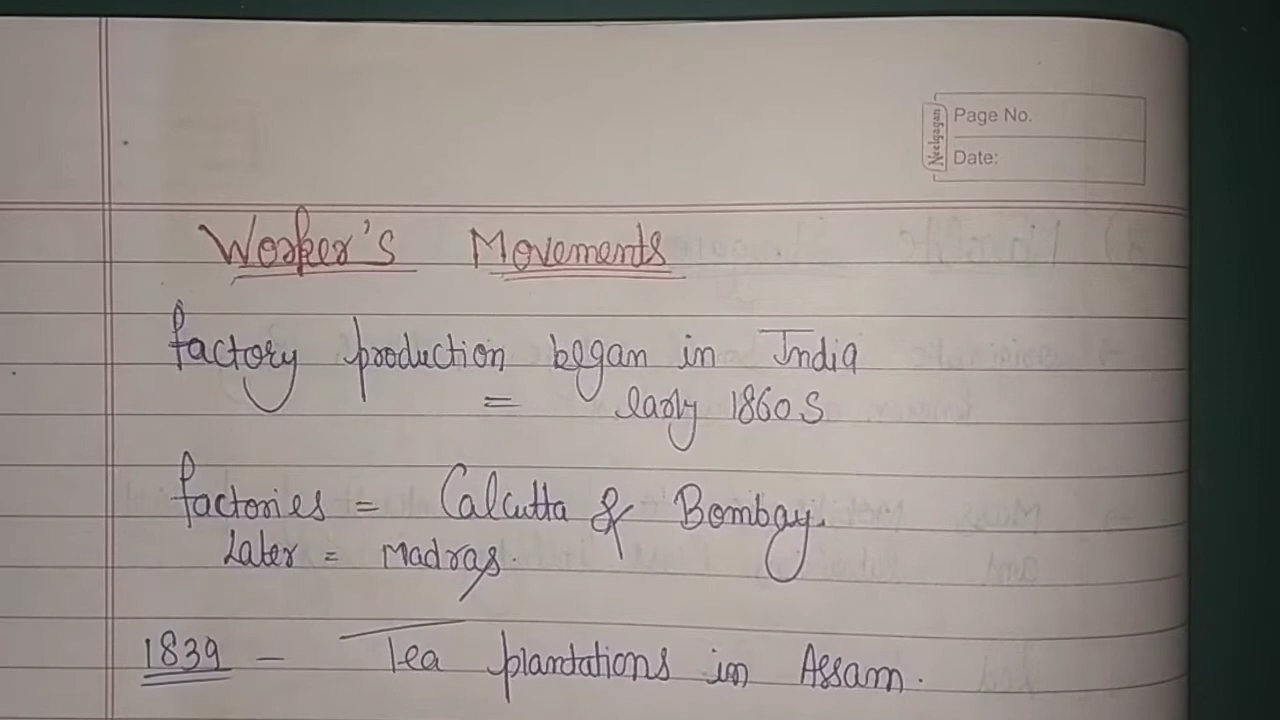 Neelgagan
Page No.
Date:
Worker's Movements
factory production began in India
= early 1860s
factories = Calcutta & Bombay.
Later = Madras.
1839 - Tea plantations in Assam.